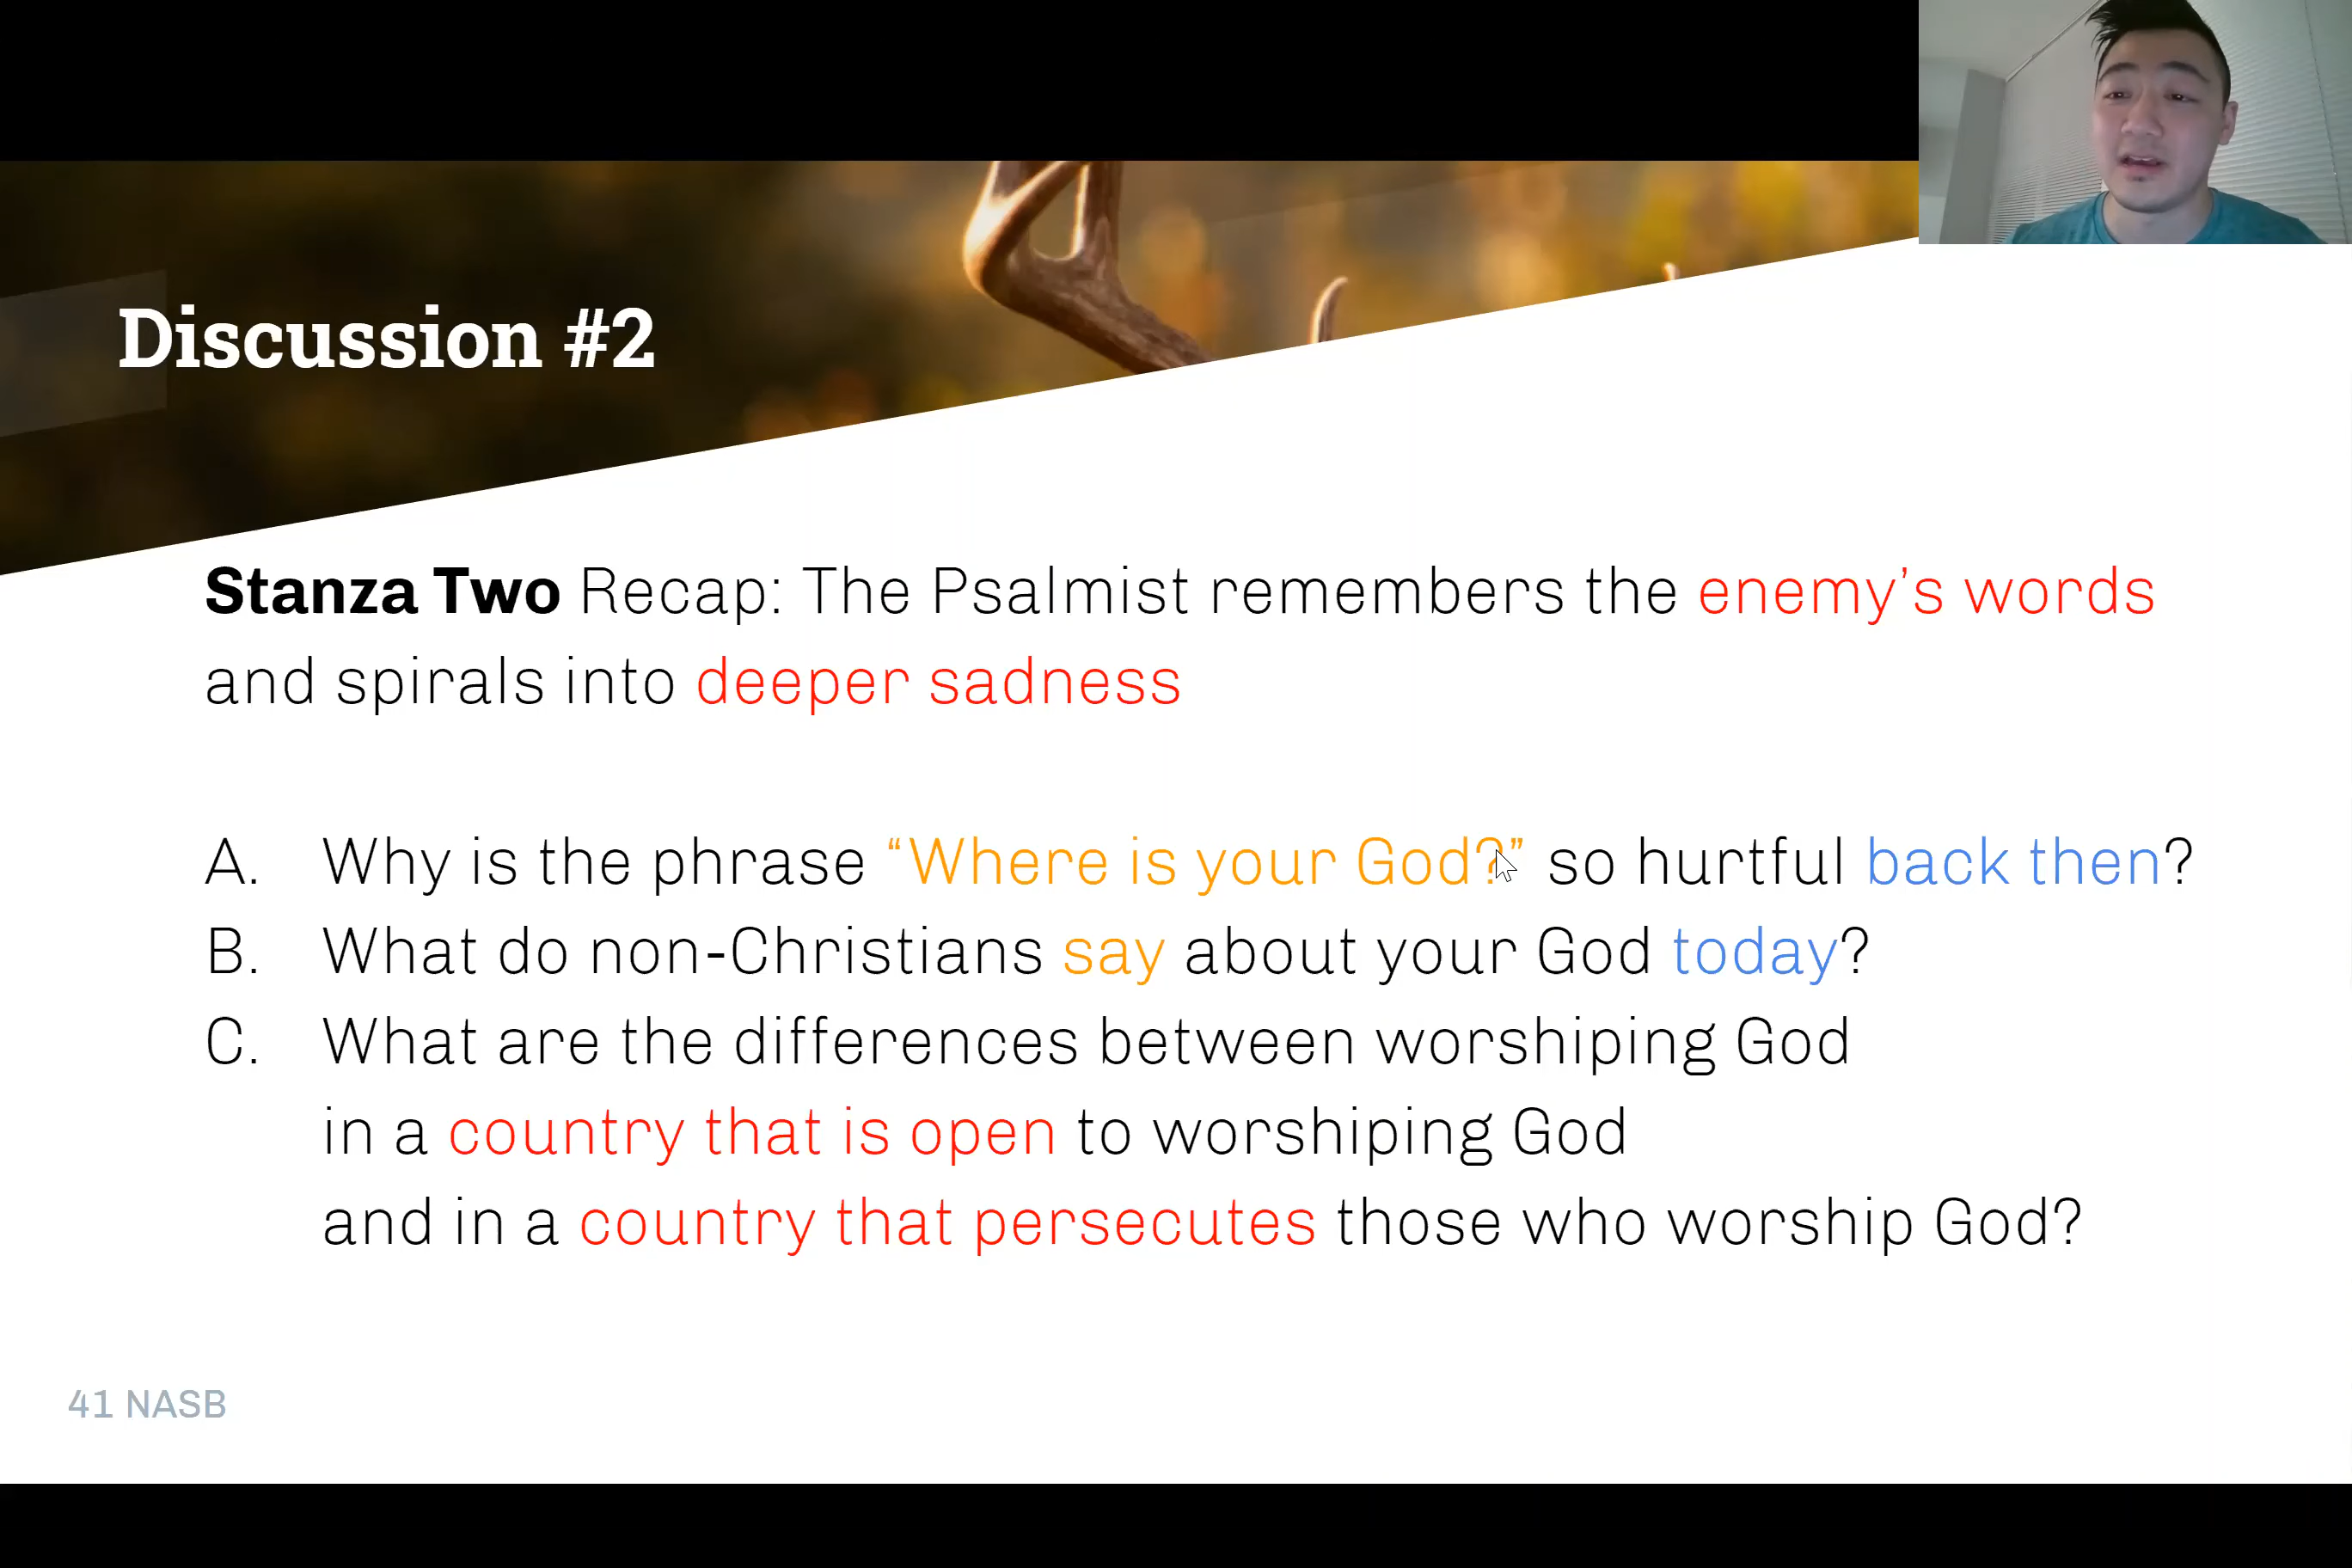 Discussion #2
Stanza Two Recap: The Psalmist remembers the enemy’s words
and spirals into deeper sadness
A. Why is the phrase “Where is your God?” so hurtful back then?
B. What do non-Christians say about your God today?
C. What are the differences between worshiping God
in a country that is open to worshiping God
and in a country that persecutes those who worship God?
41 NASB